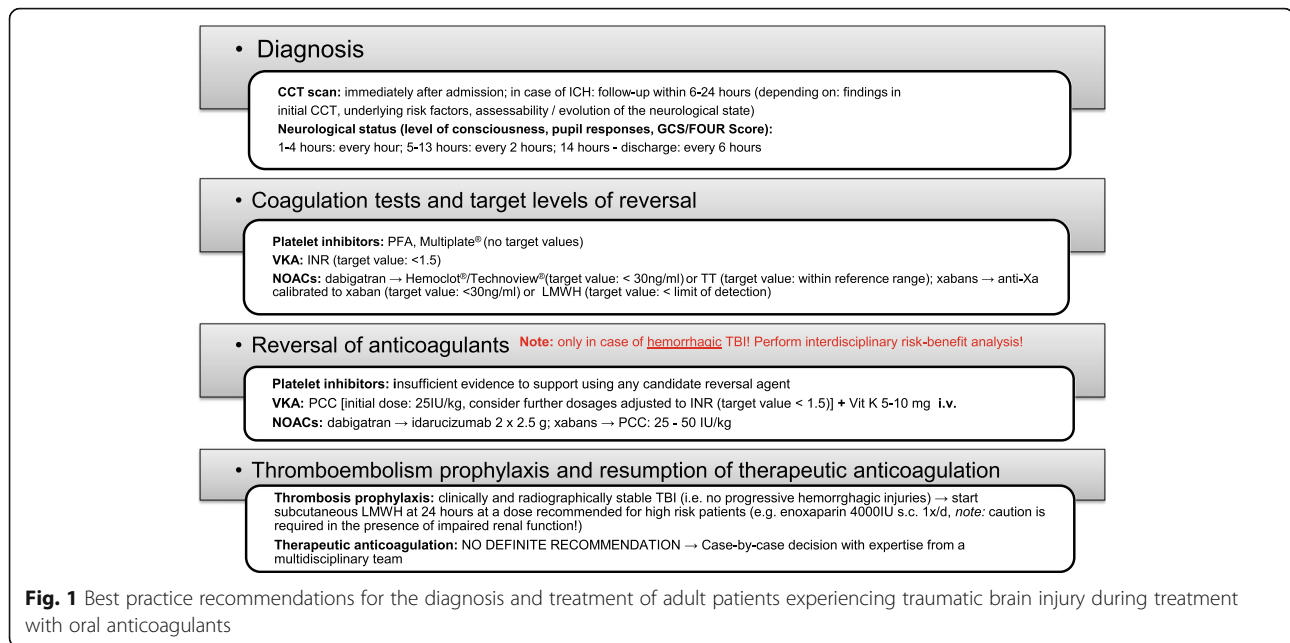 • Diagnosis
CCT scan: immediately after admission; in case of ICH: follow-up within 6-24 hours (depending on: findings in
initial CCT, underlying risk factors, assessability / evolution of the neurological state)
Neurological status (level of consciousness, pupil responses, GCS/FOUR Score):
1-4 hours: every hour; 5-13 hours: every 2 hours; 14 hours - discharge: every 6 hours
• Coagulation tests and target levels of reversal
Platelet inhibitors: PFA, Multiplate® (no target values)
VKA: INR (target value: <1.5)
NOACs: dabigatran → Hemoclot®/Technoview® (target value: < 30ng/ml) or TT (target value: within reference range); xabans → anti-Xa
calibrated to xaban (target value: <30ng/ml) or LMWH (target value: < limit of detection)
• Reversal of anticoagulants Note: only in case of hemorrhagic TBI! Perform interdisciplinary risk-benefit analysis!
Platelet inhibitors: insufficient evidence to support using any candidate reversal agent
VKA: PCC [initial dose: 25IU/kg, consider further dosages adjusted to INR (target value < 1.5)] + Vit K 5-10 mg i.v.
NOACs: dabigatran → idarucizumab 2 x 2.5 g; xabans → PCC: 25 - 50 IU/kg
• Thromboembolism prophylaxis and resumption of therapeutic anticoagulation
Thrombosis prophylaxis: clinically and radiographically stable TBI (i.e. no progressive hemorrghagic injuries) → start
subcutaneous LMWH at 24 hours at a dose recommended for high risk patients (e.g. enoxaparin 4000IU s.c. 1x/d, note: caution is
required in the presence of impaired renal function!)
Therapeutic anticoagulation: NO DEFINITE RECOMMENDATION → Case-by-case decision with expertise from a
multidisciplinary team
Fig. 1 Best practice recommendations for the diagnosis and treatment of adult patients experiencing traumatic brain injury during treatment
with oral anticoagulants